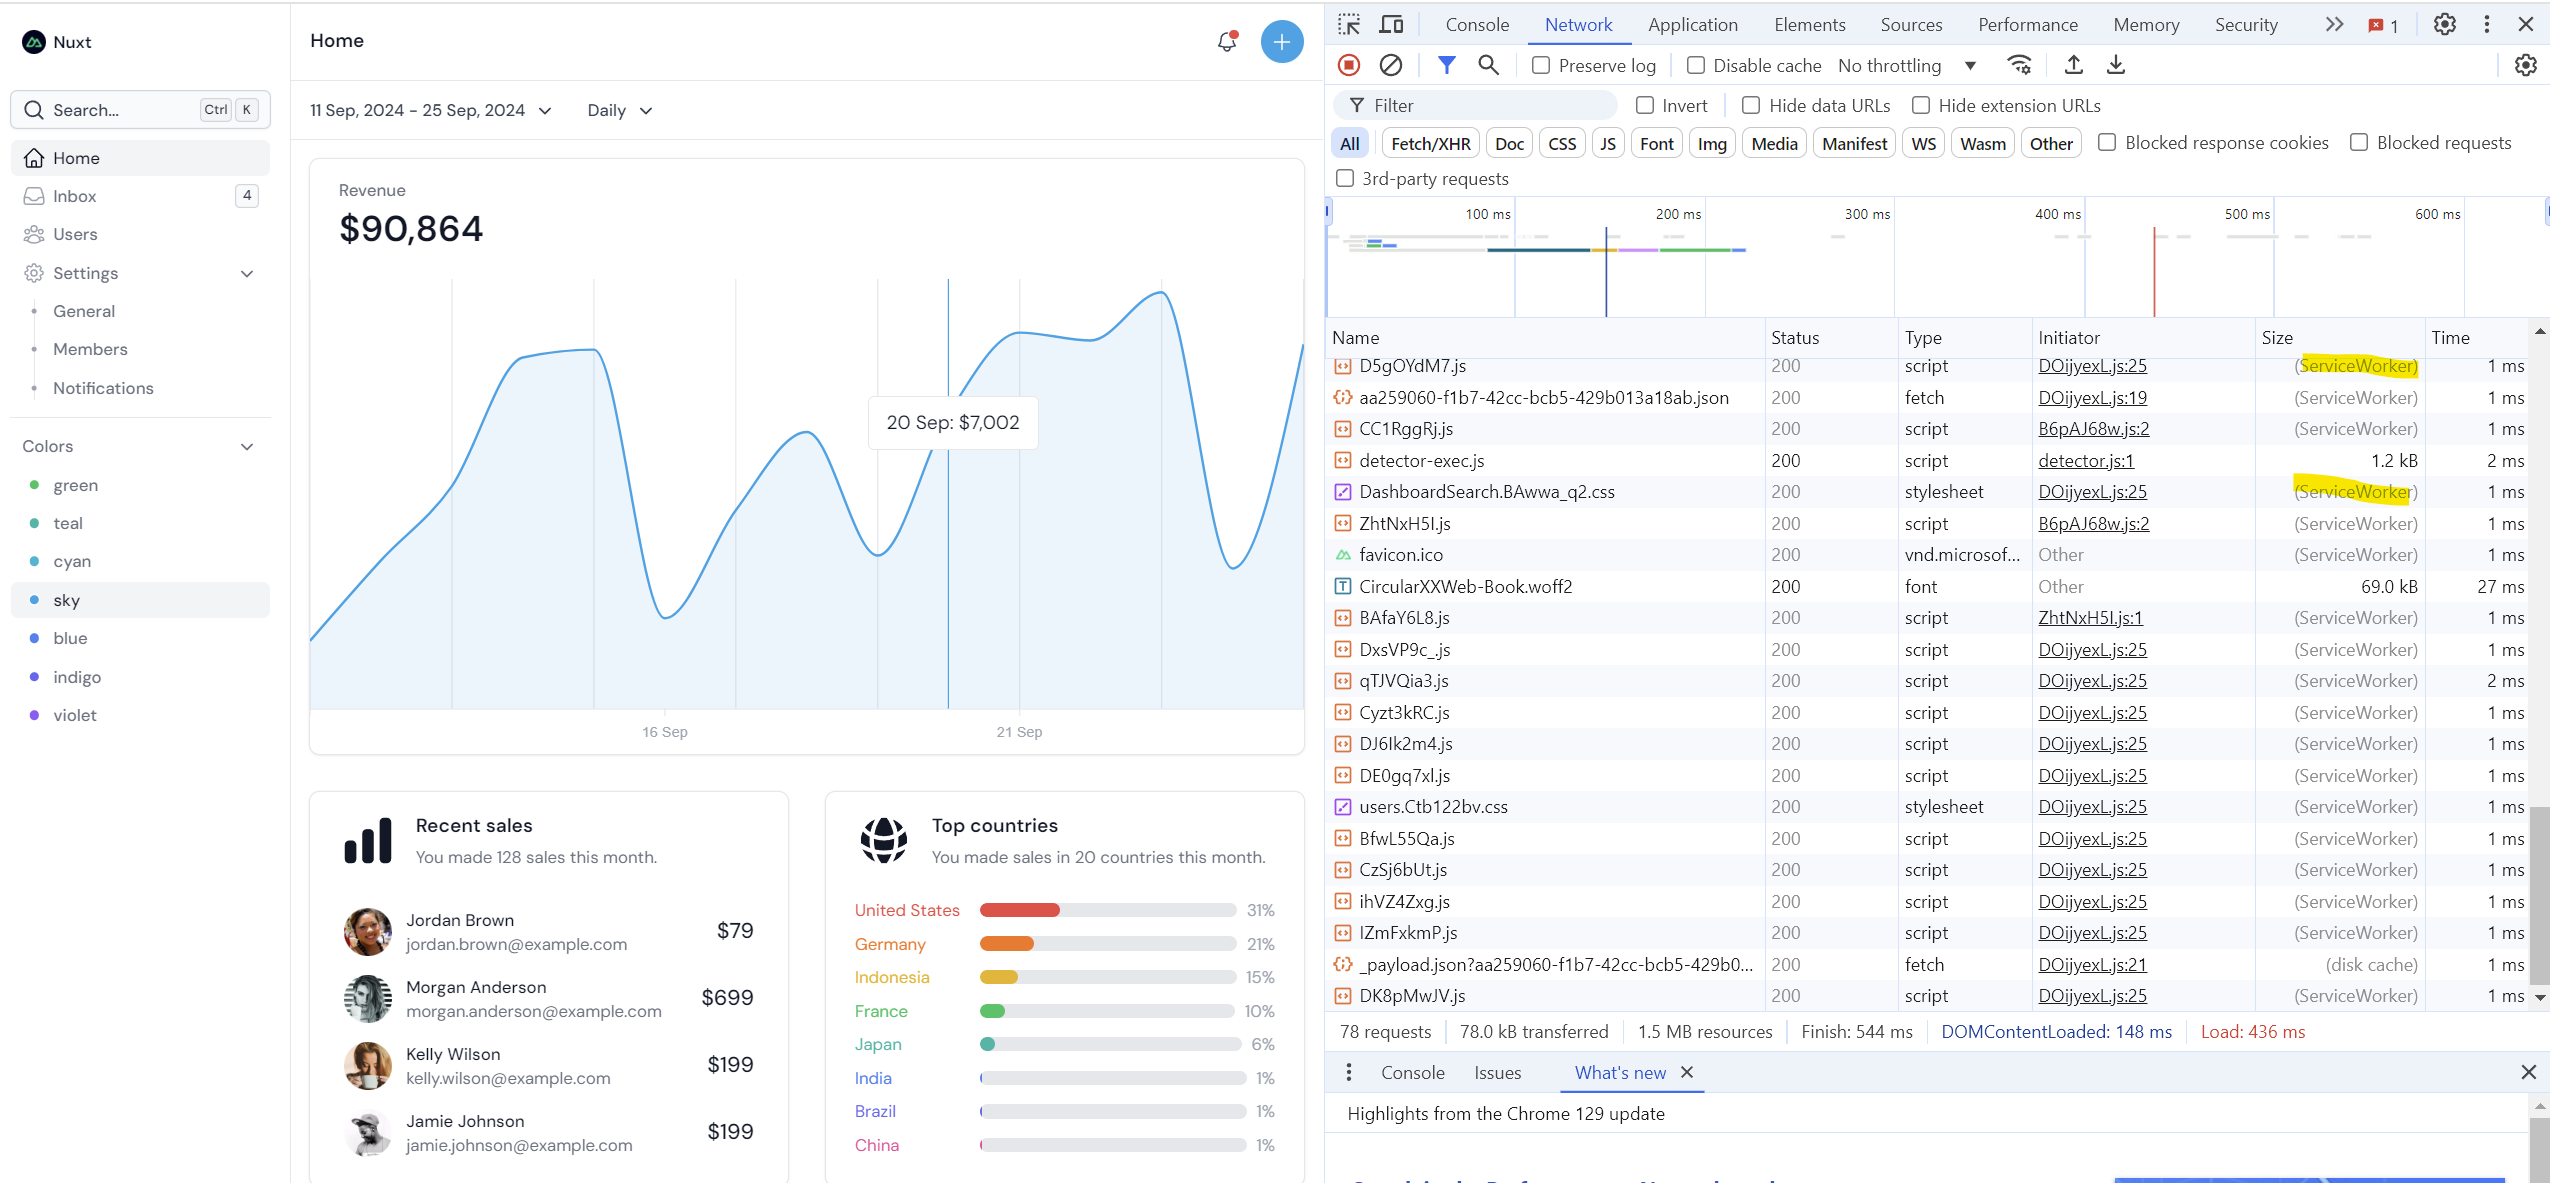 Nuxt
Search...
Ctrl K
Home
Inbox 4
Users
Settings
General
Members
Notifications
Colors
green
teal
cyan
sky
blue
indigo
violet
Home
11 Sep, 2024 - 25 Sep, 2024 Daily
Revenue
$90,864
20 Sep: $7,002
16 Sep 21 Sep
Recent sales
You made 128 sales this month.
Jordan Brown
jordan.brown@example.com
$79
Morgan Anderson
morgan.anderson@example.com
$699
Kelly Wilson
kelly.wilson@example.com
$199
Jamie Johnson
jamie.johnson@example.com
$199
Top countries
You made sales in 20 countries this month.
United States 31%
Germany 21%
Indonesia 15%
France 10%
Japan 6%
India 1%
Brazil 1%
China 1%
Console Network Application Elements Sources Performance Memory Security 1
Preserve log Disable cache No throttling
Filter Invert Hide data URLs Hide extension URLs
All Fetch/XHR Doc CSS JS Font Img Media Manifest WS Wasm Other Blocked response cookies Blocked requests
3rd-party requests
100 ms 200 ms 300 ms 400 ms 500 ms 600 ms
Name Status Type Initiator Size Time
D5gOYdM7.js 200 script DOijyexL.js:25 (ServiceWorker) 1 ms
aa259060-f1b7-42cc-bcb5-429b013a18ab.json 200 fetch DOijyexL.js:19 (ServiceWorker) 1 ms
CC1RggRj.js 200 script B6pAJ68w.js:2 (ServiceWorker) 1 ms
detector-exec.js 200 script detector.js:1 1.2 kB 2 ms
DashboardSearch.BAwwa_q2.css 200 stylesheet DOijyexL.js:25 (ServiceWorker) 1 ms
ZhtNxH5I.js 200 script B6pAJ68w.js:2 (ServiceWorker) 1 ms
favicon.ico 200 vnd.microsof... Other (ServiceWorker) 1 ms
CircularXXWeb-Book.woff2 200 font Other 69.0 kB 27 ms
BAfaY6L8.js 200 script ZhtNxH5I.js:1 (ServiceWorker) 1 ms
DxsVP9c_.js 200 script DOijyexL.js:25 (ServiceWorker) 1 ms
qTJVQia3.js 200 script DOijyexL.js:25 (ServiceWorker) 2 ms
Cyzt3kRC.js 200 script DOijyexL.js:25 (ServiceWorker) 1 ms
DJ6Ik2m4.js 200 script DOijyexL.js:25 (ServiceWorker) 1 ms
DE0gq7xl.js 200 script DOijyexL.js:25 (ServiceWorker) 1 ms
users.Ctb122bv.css 200 stylesheet DOijyexL.js:25 (ServiceWorker) 1 ms
BfwL55Qa.js 200 script DOijyexL.js:25 (ServiceWorker) 1 ms
CzSj6bUt.js 200 script DOijyexL.js:25 (ServiceWorker) 1 ms
ihVZ4Zxg.js 200 script DOijyexL.js:25 (ServiceWorker) 1 ms
IZmFxkmP.js 200 script DOijyexL.js:25 (ServiceWorker) 1 ms
_payload.json?aa259060-f1b7-42cc-bcb5-429b0... 200 fetch DOijyexL.js:21 (disk cache) 1 ms
DK8pMwJV.js 200 script DOijyexL.js:25 (ServiceWorker) 1 ms
78 requests 78.0 kB transferred 1.5 MB resources Finish: 544 ms DOMContentLoaded: 148 ms Load: 436 ms
Console Issues What's new
Highlights from the Chrome 129 update